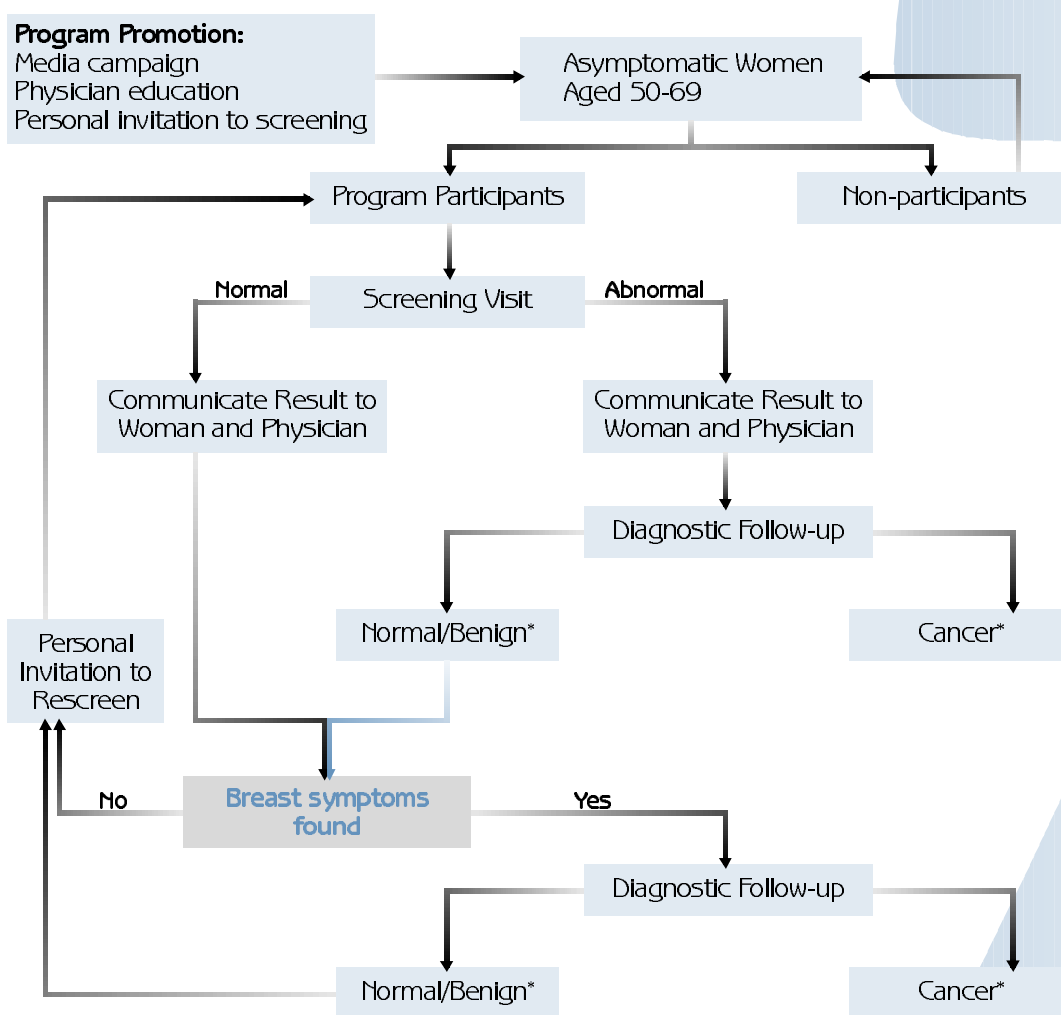 Program Promotion:
Media campaign
Physician education
Personal invitation to screening
Asymptomatic Women
Aged 50-69
Program Participants
Non-participants
Normal
Screening Visit
Abnormal
Communicate Result to
Woman and Physician
Communicate Result to
Woman and Physician
Diagnostic Follow-up
Normal/Benign*
Cancer*
Personal
Invitation to
Rescreen
No
Breast symptoms
found
Yes
Diagnostic Follow-up
Normal/Benign*
Cancer*